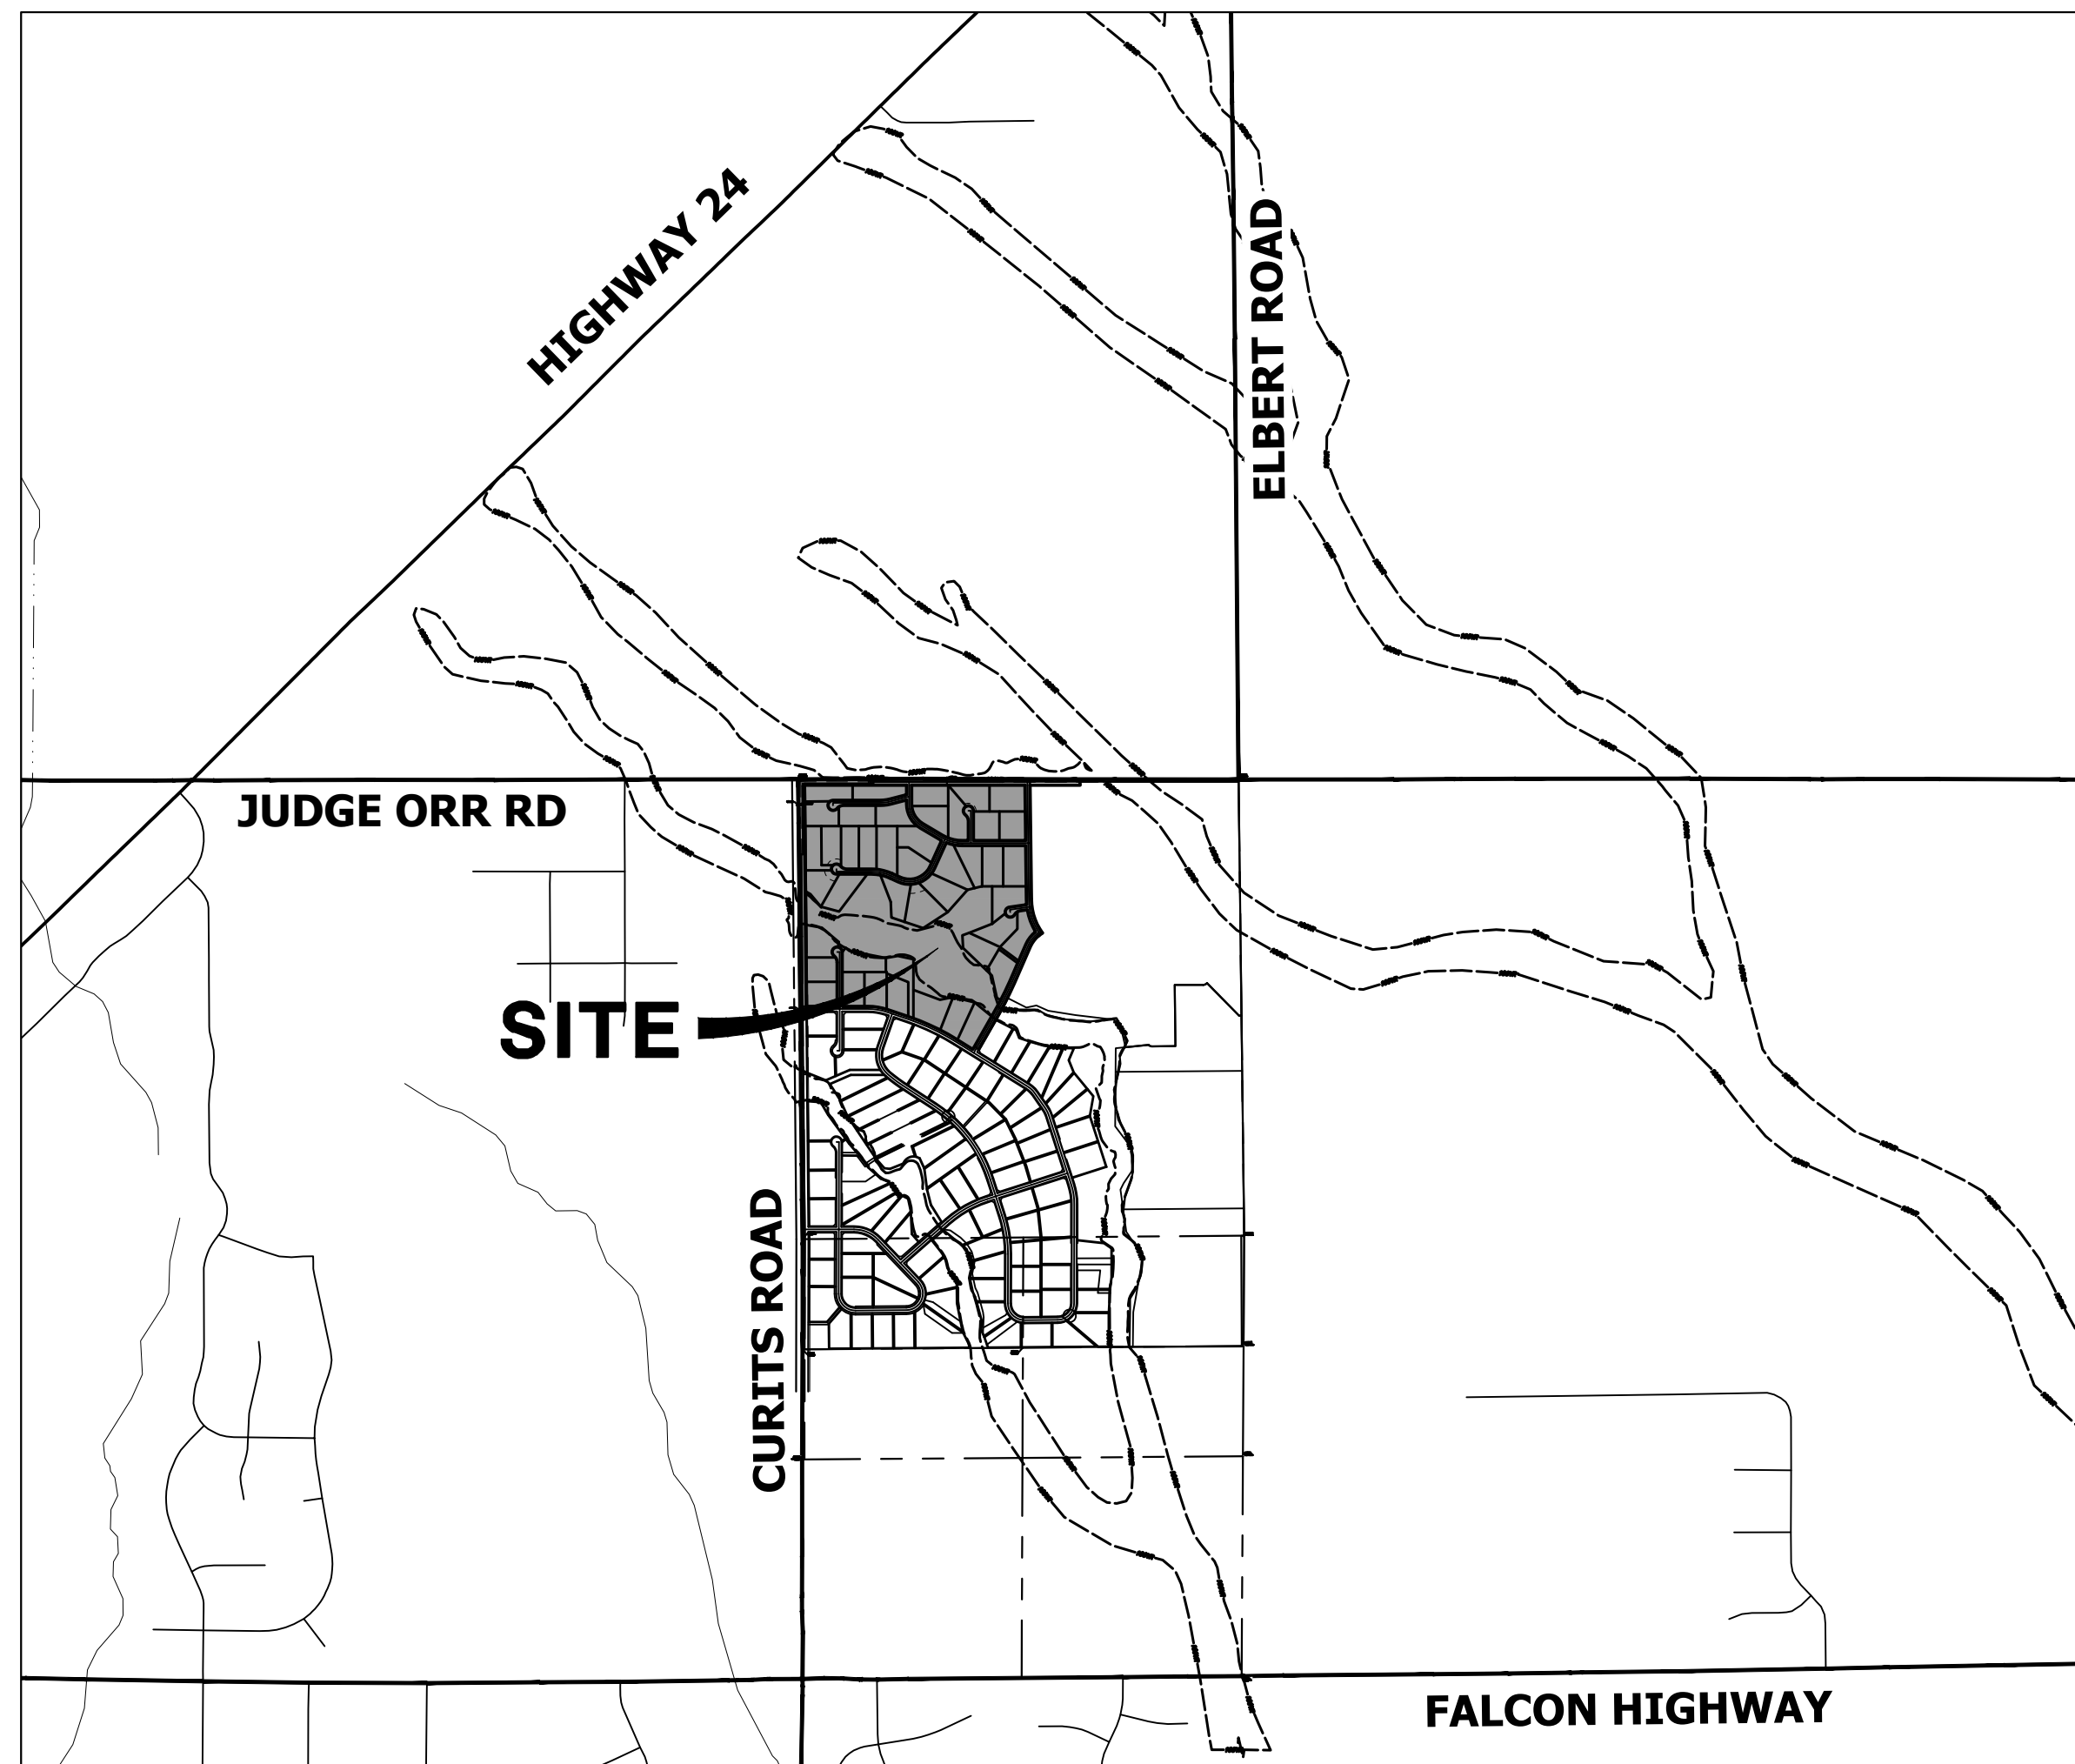 HIGHWAY 24
ELBERT ROAD
JUDGE ORR RD
SITE
CURITS ROAD
FALCON HIGHWAY